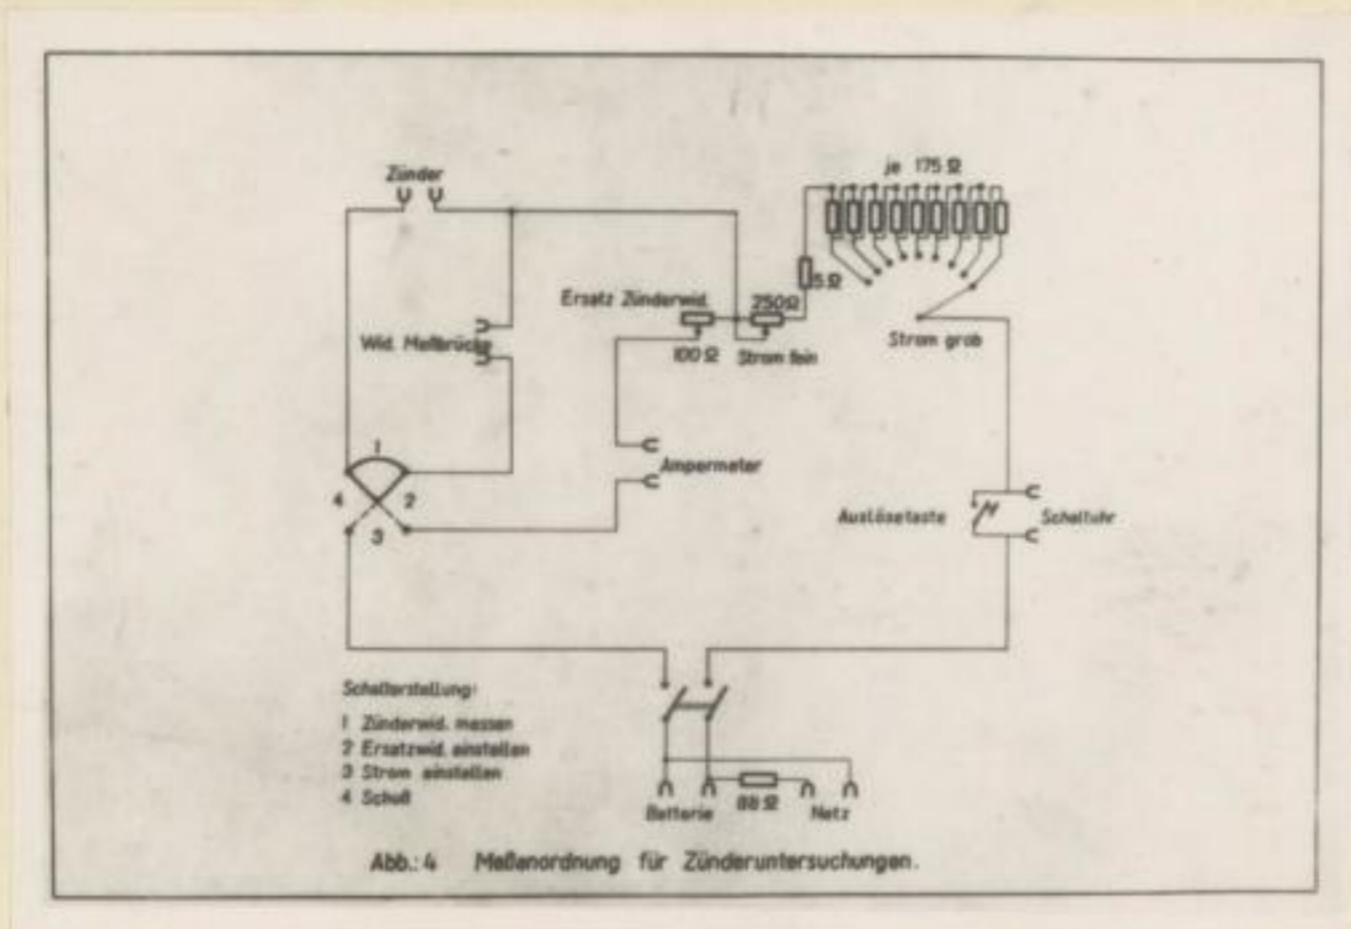 Zünder
je 175 Ω
5 Ω
Ersatz Zünderwid.
250 Ω
Wid. Meßbrücke
100 Ω
Strom fein
Strom grob
1
4
2
3
Ampermeter
Auslösetaste
Schaltuhr
Schalterstellung:
1 Zünderwid. messen
2 Ersatzwid. einstellen
3 Strom einstellen
4 Schuß
Batterie
88 Ω
Netz
Abb.: 4 Meßanordnung für Zünderuntersuchungen.